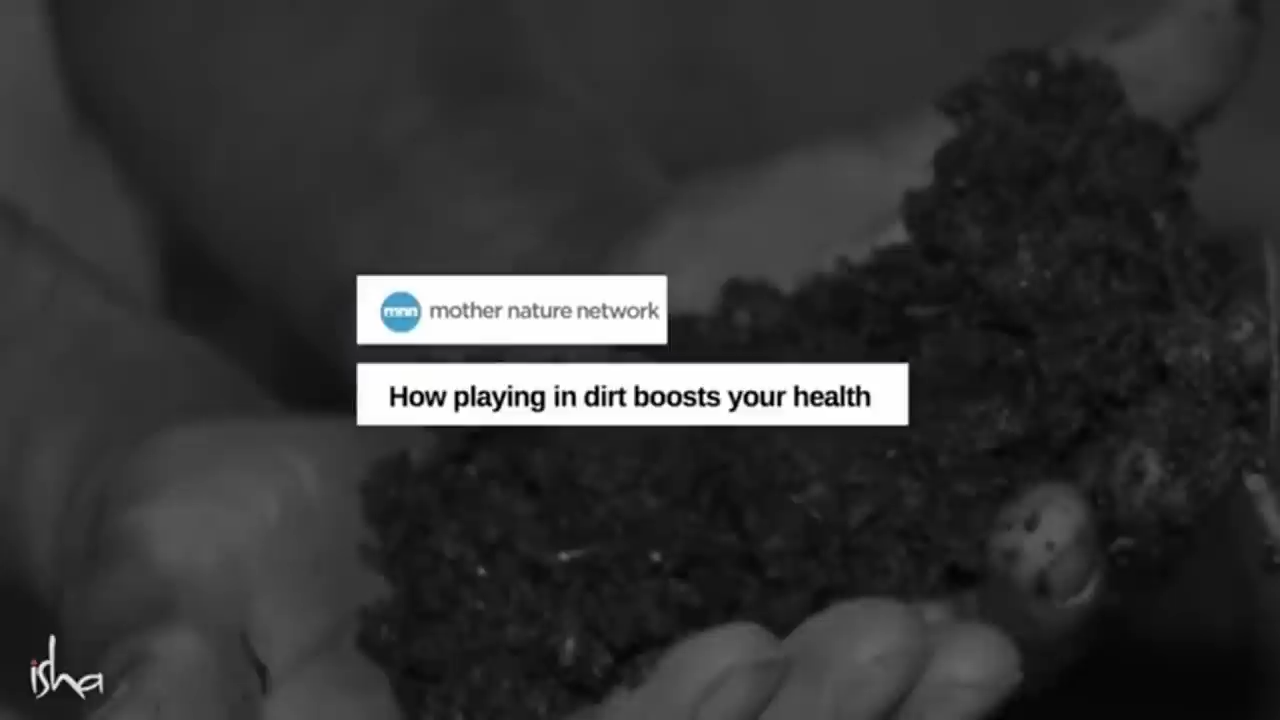 mnn mother nature network
How playing in dirt boosts your health
isha